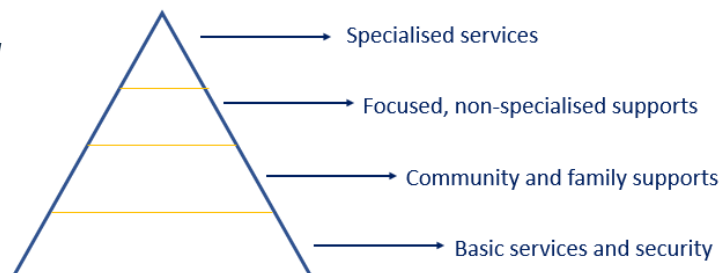 Specialised services
Focused, non-specialised supports
Community and family supports
Basic services and security